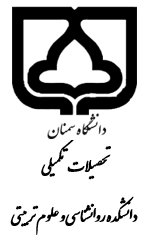 دانشگاه سمنان
تحصیلات تکمیلی
دانشکده روانشناسی و علوم تربیتی